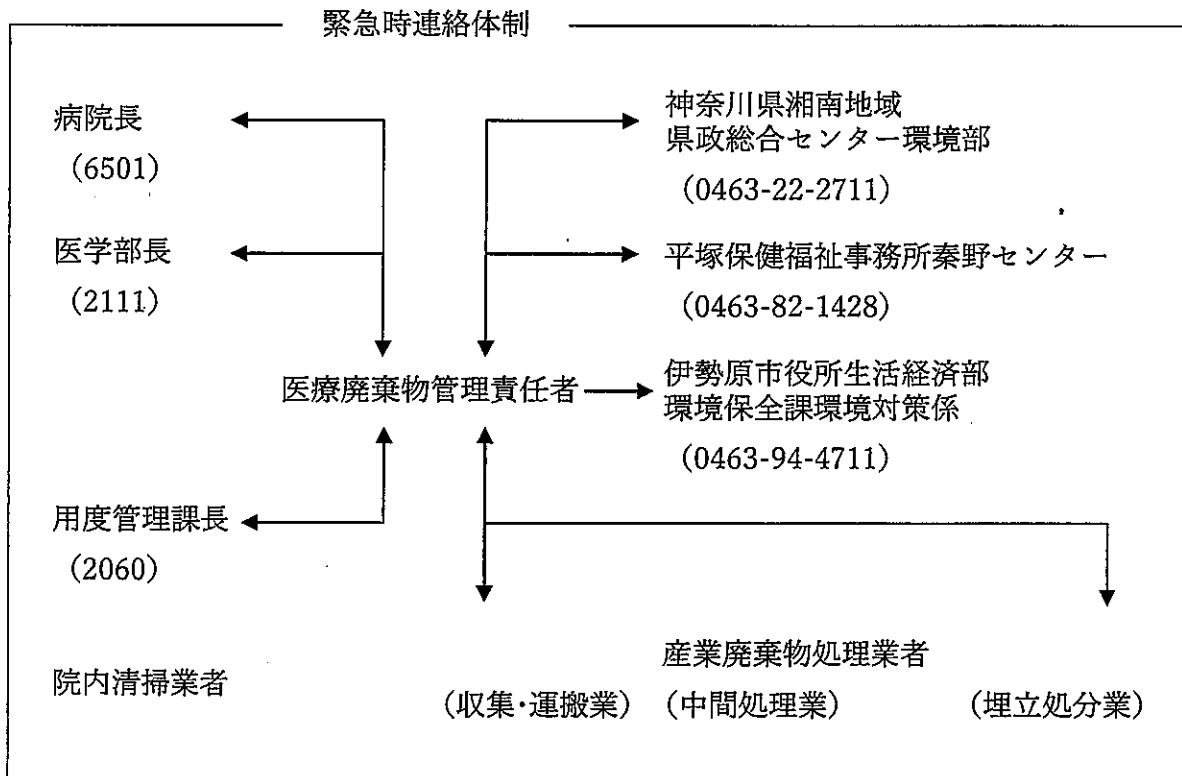 緊急時連絡体制
病院長
(6501)
神奈川県湘南地域
県政総合センター環境部
(0463-22-2711)
医学部長
(2111)
平塚保健福祉事務所秦野センター
(0463-82-1428)
医療廃棄物管理責任者
伊勢原市役所生活経済部
環境保全課環境対策係
(0463-94-4711)
用度管理課長
(2060)
院内清掃業者
産業廃棄物処理業者
(収集・運搬業)
(中間処理業)
(埋立処分業)